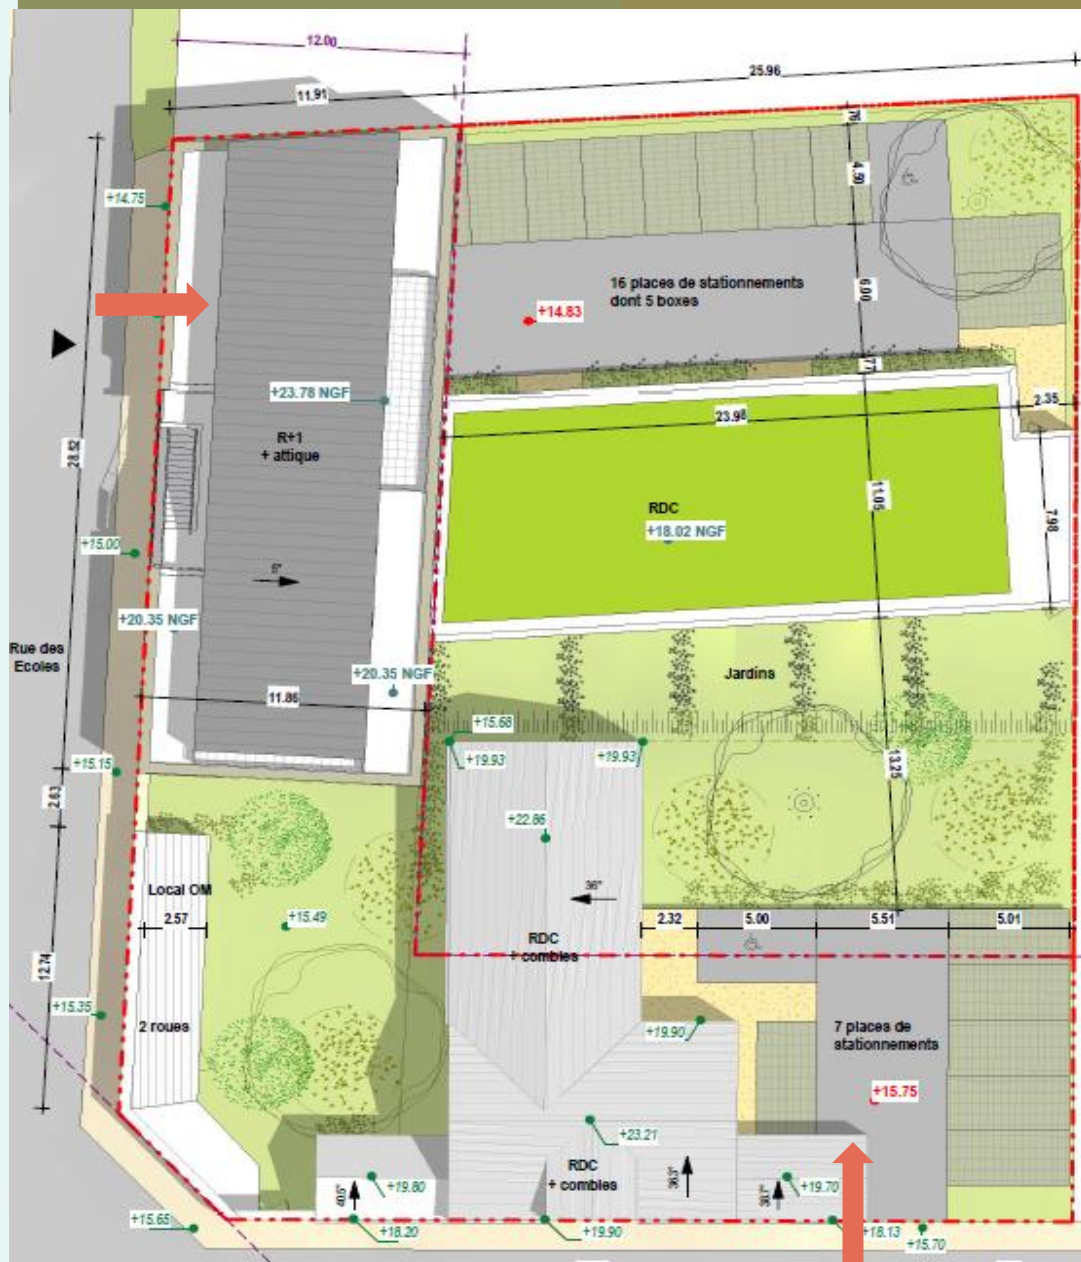 12.00
25.96
11.91
76
4.50
+14.75
16 places de stationnements
dont 5 boxes
6.00
+14.83
77
+23.78 NGF
2.35
23.98
R+1
+ attique
28.52
11.05
RDC
+18.02 NGF
7.98
+15.00
5°
+20.35 NGF
Rue des
Ecoles
+20.35 NGF
Jardins
11.86
+15.68
+19.93
+19.93
+15.15
13.25
2.63
+22.86
36°
Local OM
2.57
+15.49
2.32
5.00
5.51
5.01
RDC
+ combles
12.74
+15.35
2 roues
+19.90
7 places de
stationnements
+15.75
+23.21
RDC
+ combles
+19.80
+19.70
+15.65
+18.20
+19.90
+18.13
+15.70